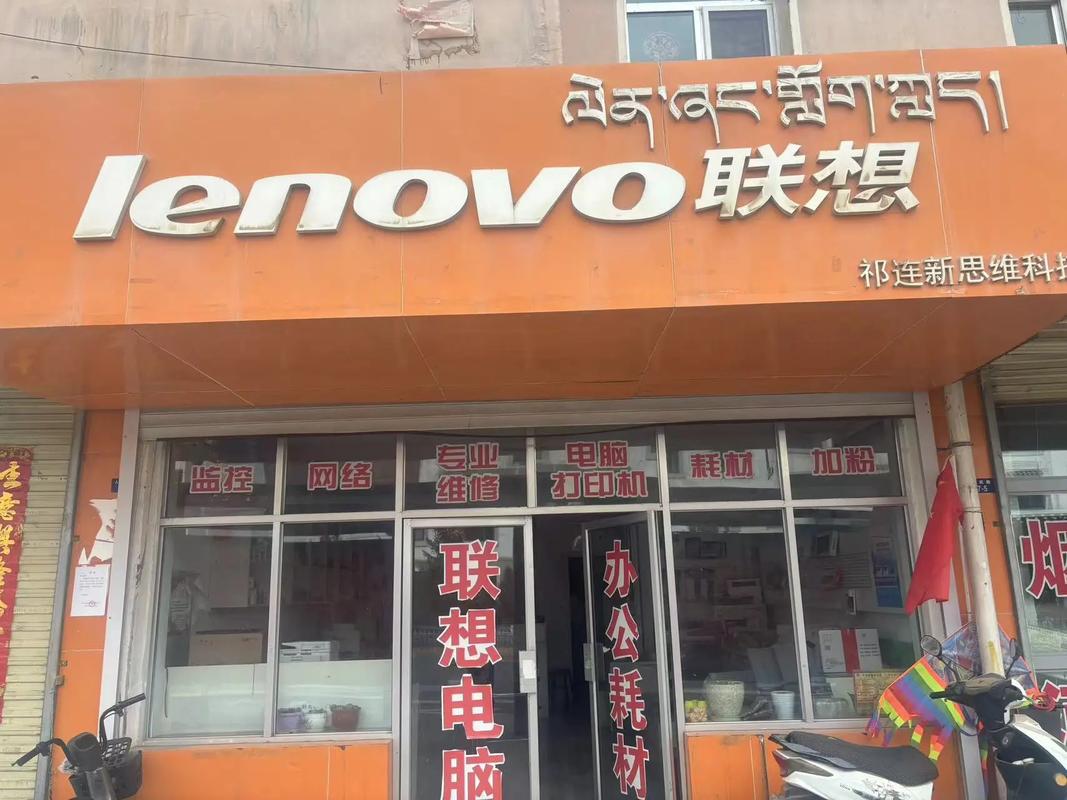 ལེན་ཞང་གློག་ཀླད།
lenovo联想
祁连新思维科技
监控 网络 专业维修 电脑打印机 耗材 加粉
联想电脑
办公耗材
烟